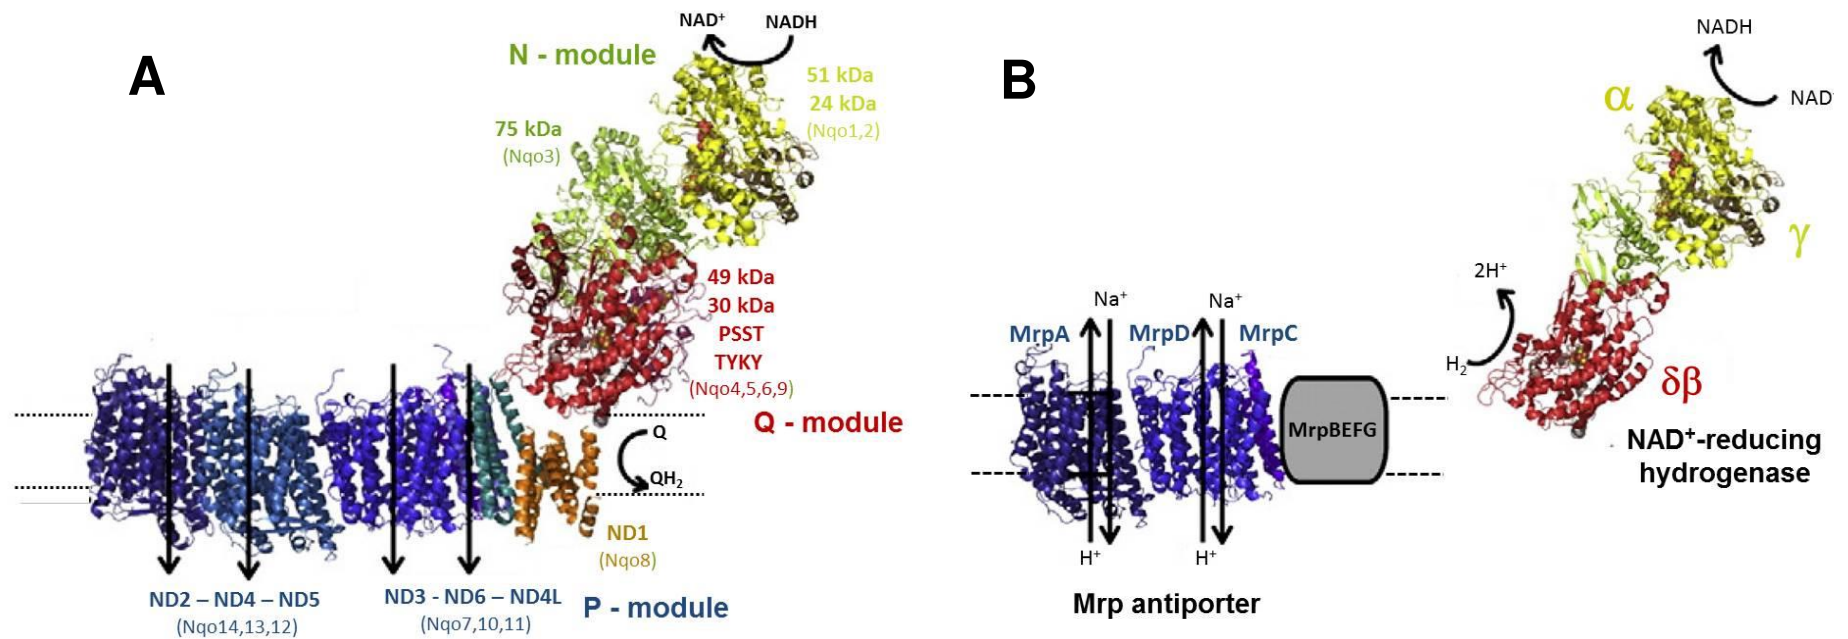 A
N - module
NAD⁺ NADH
51 kDa
24 kDa
(Nqo1,2)
75 kDa
(Nqo3)
49 kDa
30 kDa
PSST
TYKY
(Nqo4,5,6,9)
Q - module
Q
QH₂
ND1
(Nqo8)
ND2 – ND4 – ND5
(Nqo14,13,12)
ND3 - ND6 – ND4L
(Nqo7,10,11)
P - module
B
NADH
NAD
α
γ
2H⁺
H₂
δβ
NAD⁺-reducing
hydrogenase
Na⁺ Na⁺
MrpA MrpD MrpC
MrpBEFG
H⁺ H⁺
Mrp antiporter